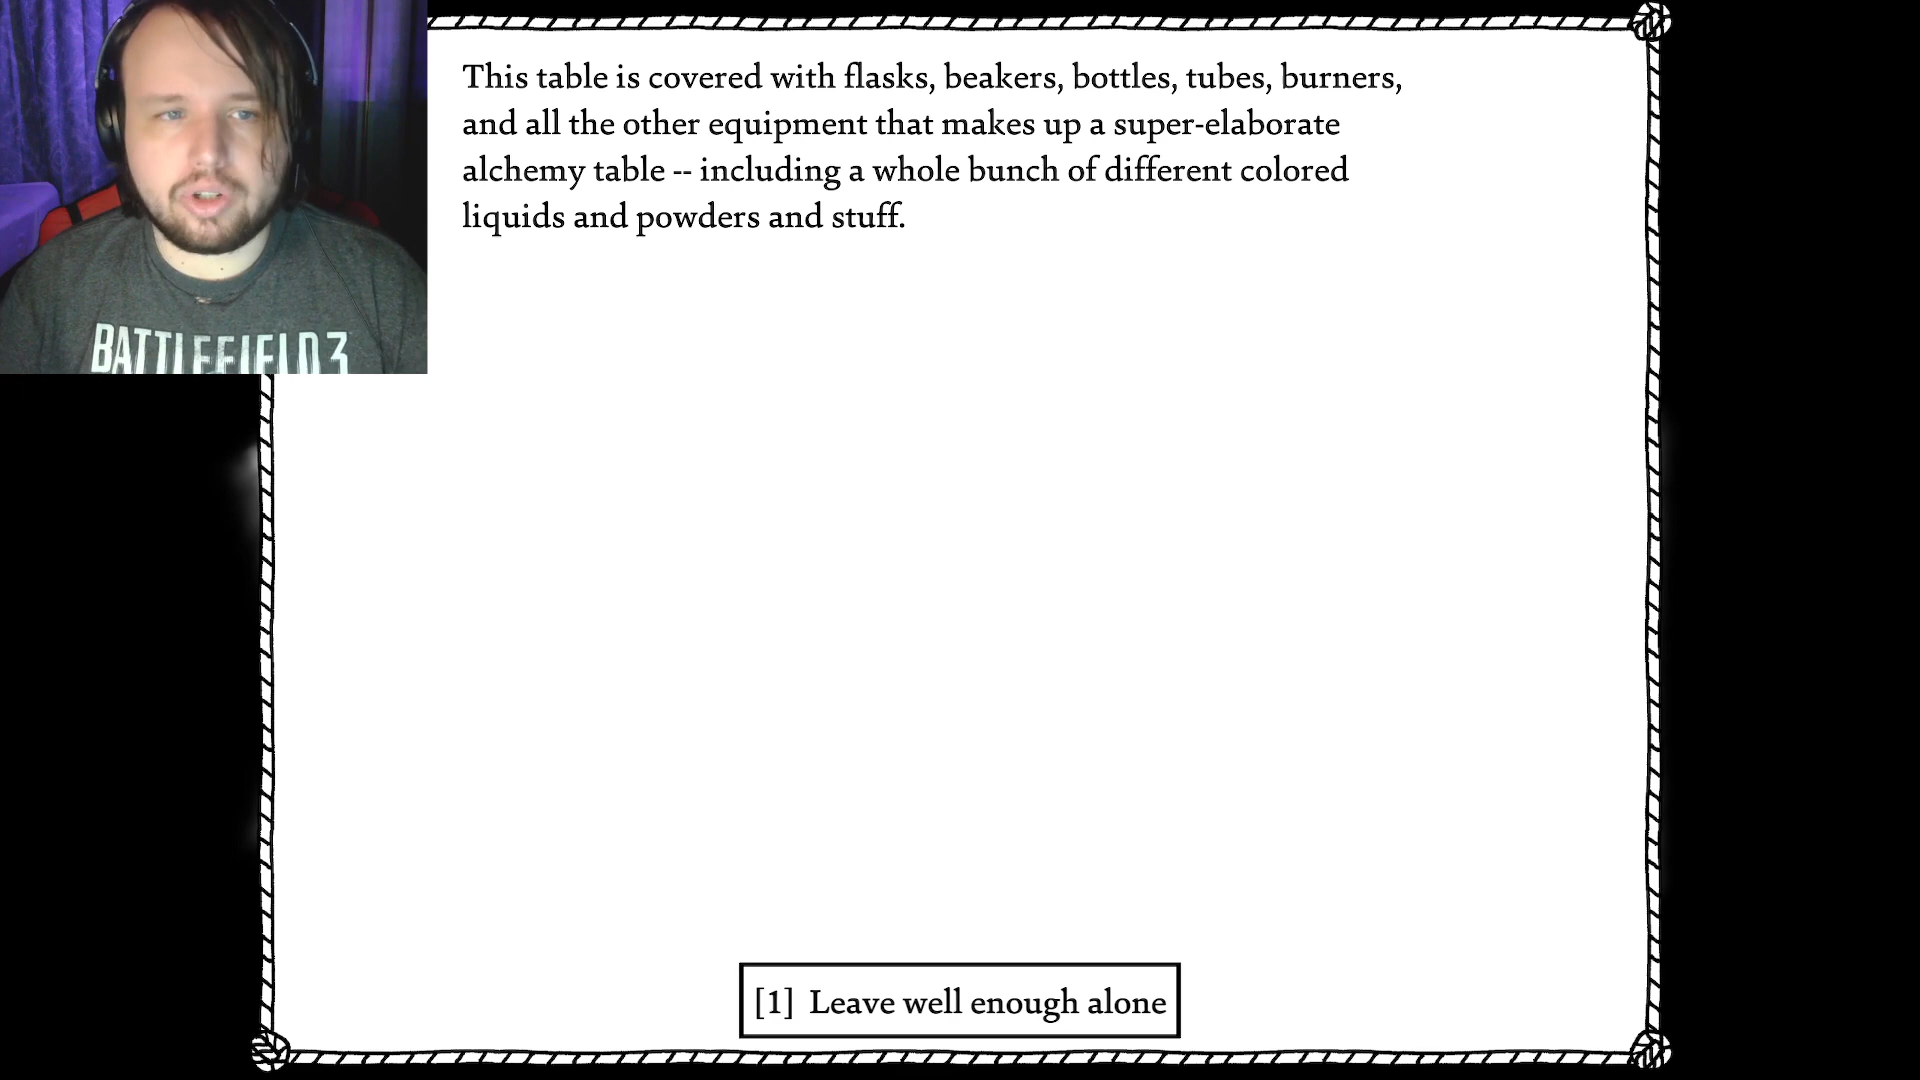 This table is covered with flasks, beakers, bottles, tubes, burners,
and all the other equipment that makes up a super-elaborate
alchemy table -- including a whole bunch of different colored
liquids and powders and stuff.
BATTLEFIELD 3
[1] Leave well enough alone